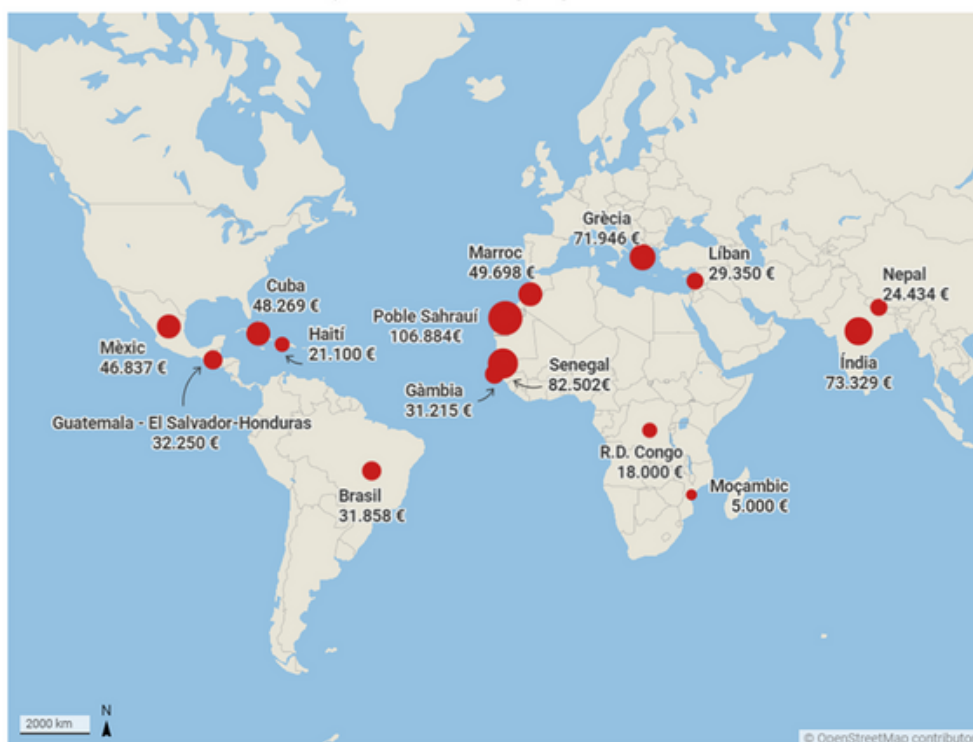 Grècia
71.946 €
Marroc
49.698 €
Líban
29.350 €
Nepal
24.434 €
Cuba
48.269 €
Poble Sahrauí
106.884€
Haití
21.100 €
Mèxic
46.837 €
Índia
73.329 €
Senegal
82.502€
Gàmbia
31.215 €
Guatemala - El Salvador-Honduras
32.250 €
R.D. Congo
18.000 €
Brasil
31.858 €
Moçambic
5.000 €
N
2000 km
© OpenStreetMap contributo